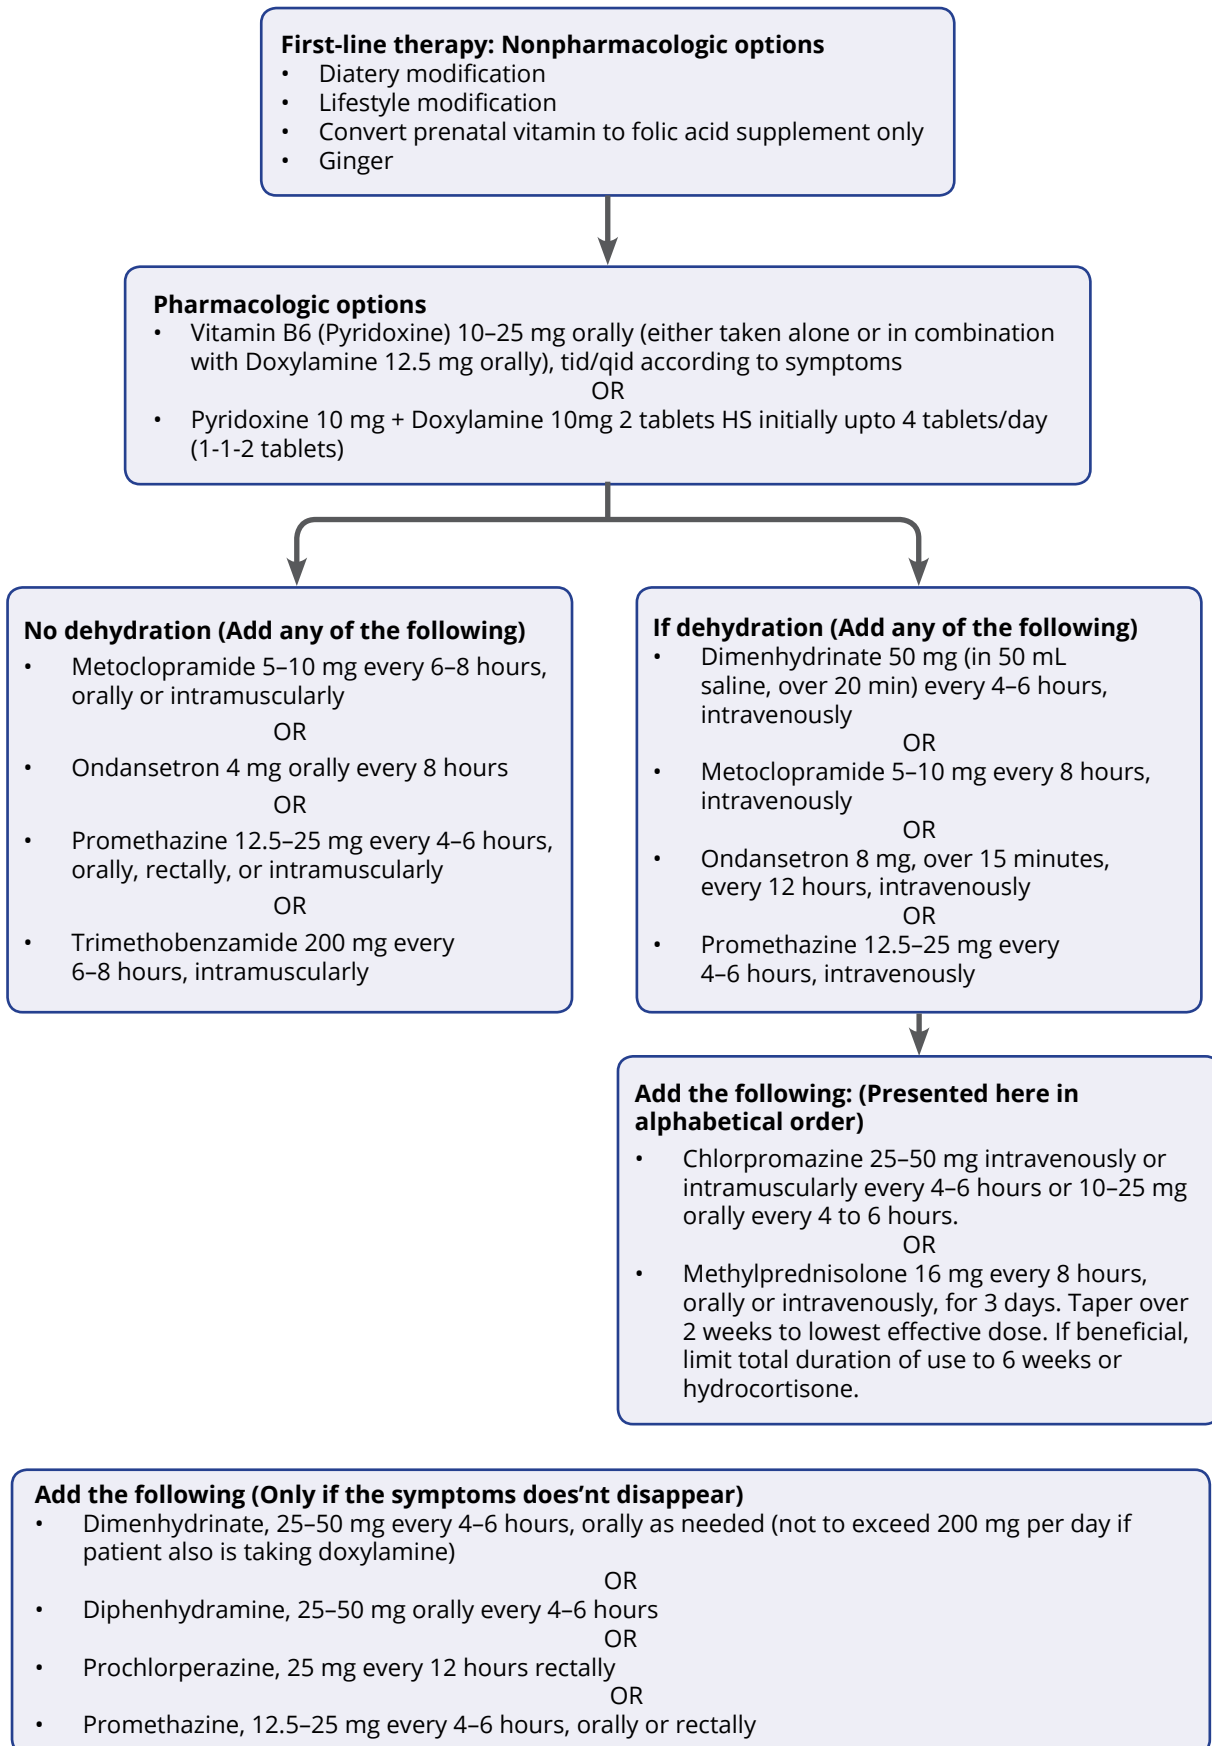 First-line therapy: Nonpharmacologic options
• Diatery modification
• Lifestyle modification
• Convert prenatal vitamin to folic acid supplement only
• Ginger
Pharmacologic options
• Vitamin B6 (Pyridoxine) 10–25 mg orally (either taken alone or in combination
with Doxylamine 12.5 mg orally), tid/qid according to symptoms
OR
• Pyridoxine 10 mg + Doxylamine 10mg 2 tablets HS initially upto 4 tablets/day
(1-1-2 tablets)
No dehydration (Add any of the following)
• Metoclopramide 5–10 mg every 6–8 hours,
orally or intramuscularly
OR
• Ondansetron 4 mg orally every 8 hours
OR
• Promethazine 12.5–25 mg every 4–6 hours,
orally, rectally, or intramuscularly
OR
• Trimethobenzamide 200 mg every
6–8 hours, intramuscularly
If dehydration (Add any of the following)
• Dimenhydrinate 50 mg (in 50 mL
saline, over 20 min) every 4–6 hours,
intravenously
OR
• Metoclopramide 5–10 mg every 8 hours,
intravenously
OR
• Ondansetron 8 mg, over 15 minutes,
every 12 hours, intravenously
OR
• Promethazine 12.5–25 mg every
4–6 hours, intravenously
Add the following: (Presented here in
alphabetical order)
• Chlorpromazine 25–50 mg intravenously or
intramuscularly every 4–6 hours or 10–25 mg
orally every 4 to 6 hours.
OR
• Methylprednisolone 16 mg every 8 hours,
orally or intravenously, for 3 days. Taper over
2 weeks to lowest effective dose. If beneficial,
limit total duration of use to 6 weeks or
hydrocortisone.
Add the following (Only if the symptoms does'nt disappear)
• Dimenhydrinate, 25–50 mg every 4–6 hours, orally as needed (not to exceed 200 mg per day if
patient also is taking doxylamine)
OR
• Diphenhydramine, 25–50 mg orally every 4–6 hours
OR
• Prochlorperazine, 25 mg every 12 hours rectally
OR
• Promethazine, 12.5–25 mg every 4–6 hours, orally or rectally